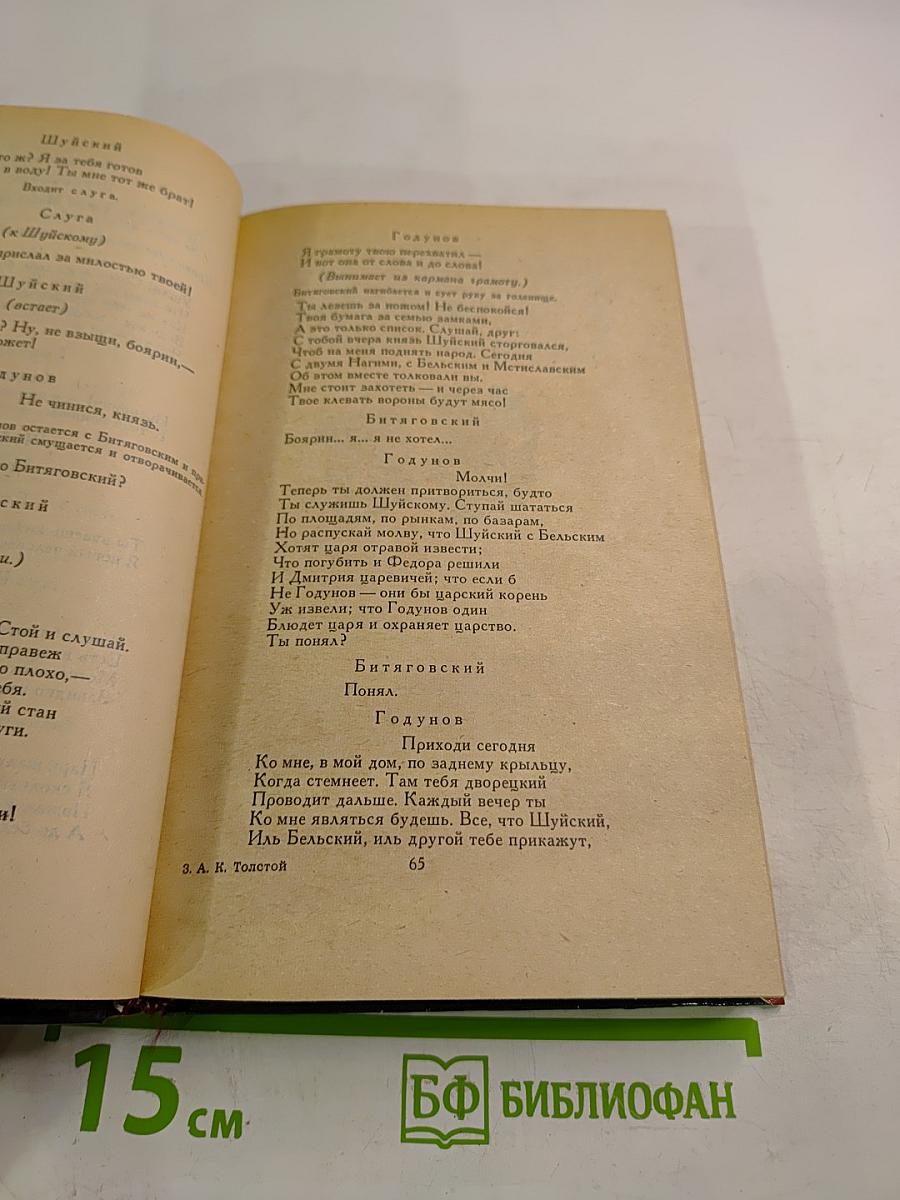 Шуйский
ж? Я за тебя готов
в воду! Ты мне тот же брат!
Входит слуга.
Слуга
(к Шуйскому)
прислал за милостью твоей!
Шуйский
(встает)
? Ну, не взыщи, боярин,—
Не чинися, князь.
остается с Битяговским и
смущается и отворачивается
Битяговский?
Стой и слушай.
правеж
плохо,—
стан
Годунов
Я грамоту твою перехватил —
И вот она от слова и до слова!
(Вынимает из кармана грамоту.)
Битяговский нагибается и сует руку за голенище.
Ты лезешь за ножом! Не беспокойся!
Твоя бумага за семью замками,
А это только список. Слушай, друг:
С тобой вчера князь Шуйский сторговался,
Чтоб на меня поднять народ. Сегодня
С двумя Нагими, с Бельским и Мстиславским
Об этом вместе толковали вы.
Мне стоит захотеть — и через час
Твое клевать вороны будут мясо!
Битяговский
Боярин... я... я не хотел...
Годунов
Молчи!
Теперь ты должен притвориться, будто
Ты служишь Шуйскому. Ступай шататься
По площадям, по рынкам, по базарам,
Но распускай молву, что Шуйский с Бельским
Хотят царя отравой извести;
Что погубить и Федора решили
И Дмитрия царевичей; что если б
Не Годунов — они бы царский корень
Уж извели; что Годунов один
Блюдет царя и охраняет царство.
Ты понял?
Битяговский
Понял.
Годунов
Приходи сегодня
Ко мне, в мой дом, по заднему крыльцу,
Когда стемнеет. Там тебя дворецкий
Проводит дальше. Каждый вечер ты
Ко мне являться будешь. Все, что Шуйский,
Иль Бельский, иль другой тебе прикажут,
3. А. К. Толстой 65
15 см
БФ БИБЛИОФАН